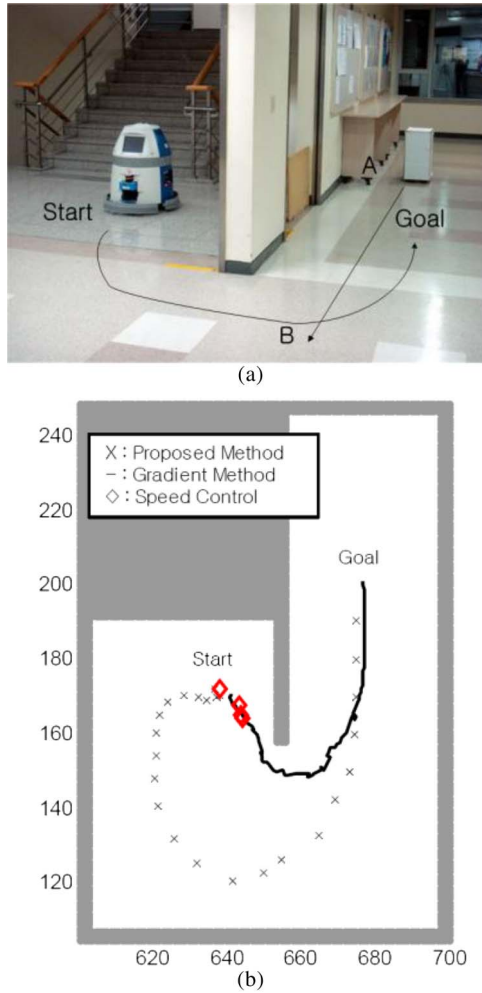 Start
A
Goal
B
(a)
240
X : Proposed Method
− : Gradient Method
◇ : Speed Control
220
Goal
200
180
Start
160
140
120
620 640 660 680 700
(b)